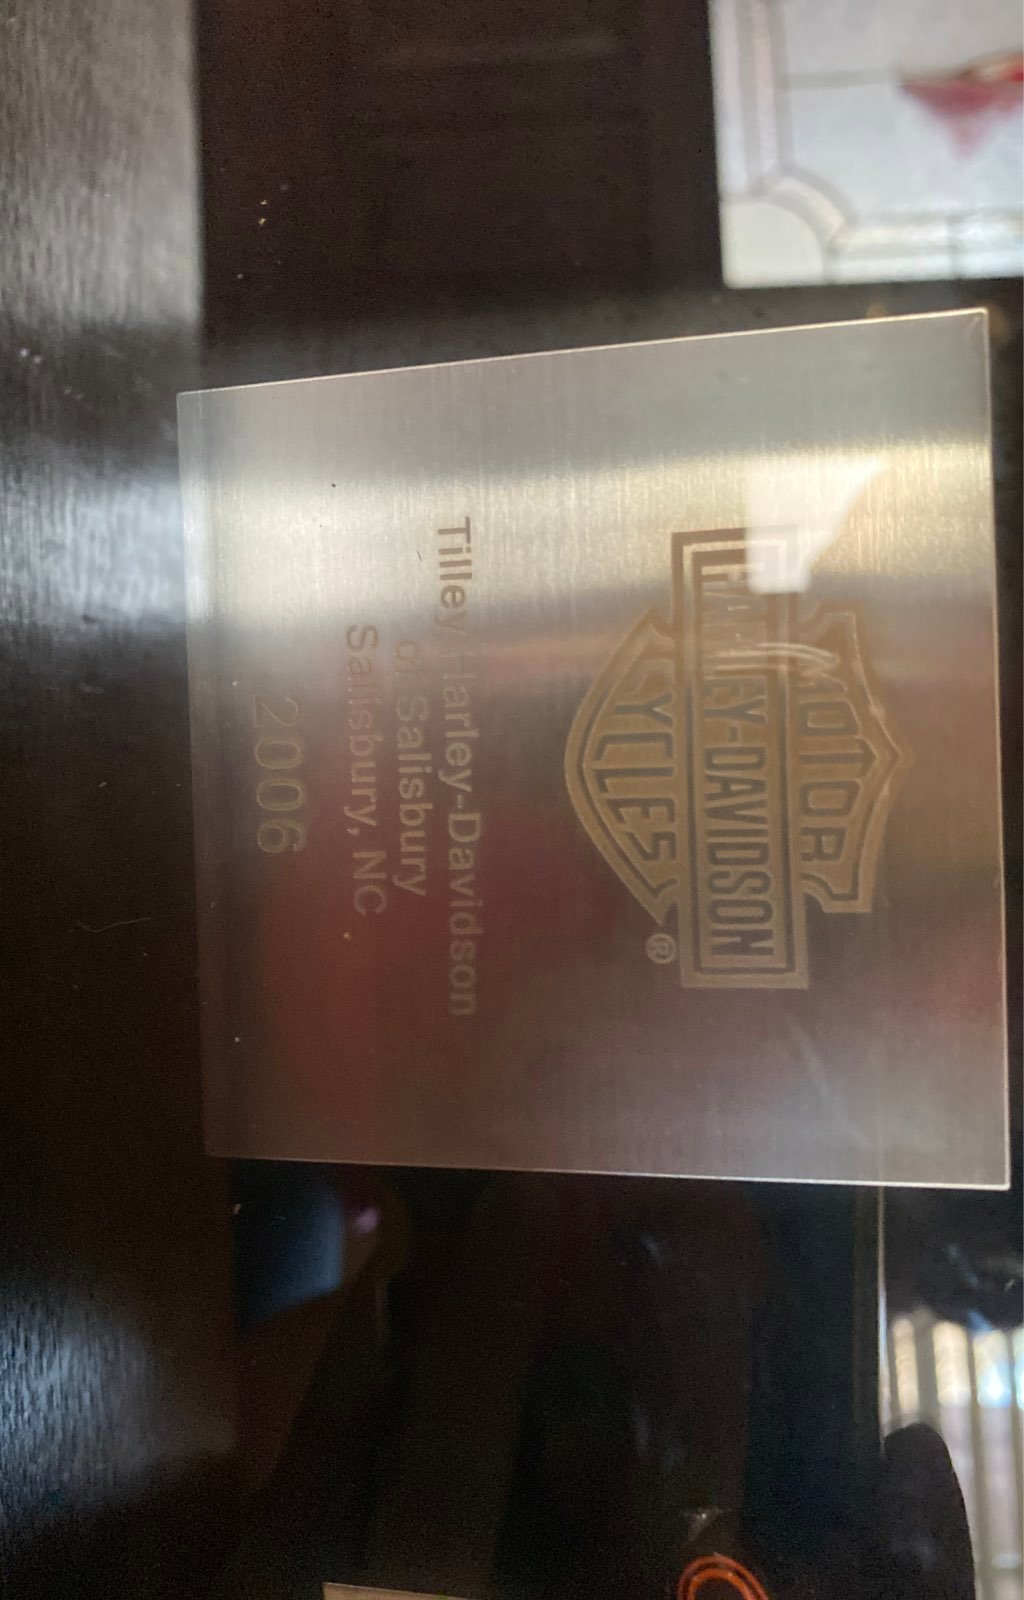 MOTOR
HARLEY-DAVIDSON
CYCLES
®
Tilley Harley-Davidson
of Salisbury
Salisbury, NC
2006